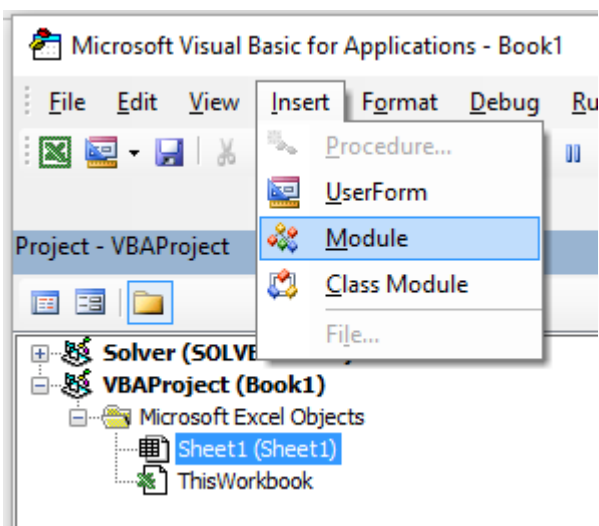 Microsoft Visual Basic for Applications - Book1
File Edit View Insert Format Debug Ru
Procedure...
UserForm
Project - VBAProject
Module
Class Module
File...
Solver (SOLVE
VBAProject (Book1)
Microsoft Excel Objects
Sheet1 (Sheet1)
ThisWorkbook